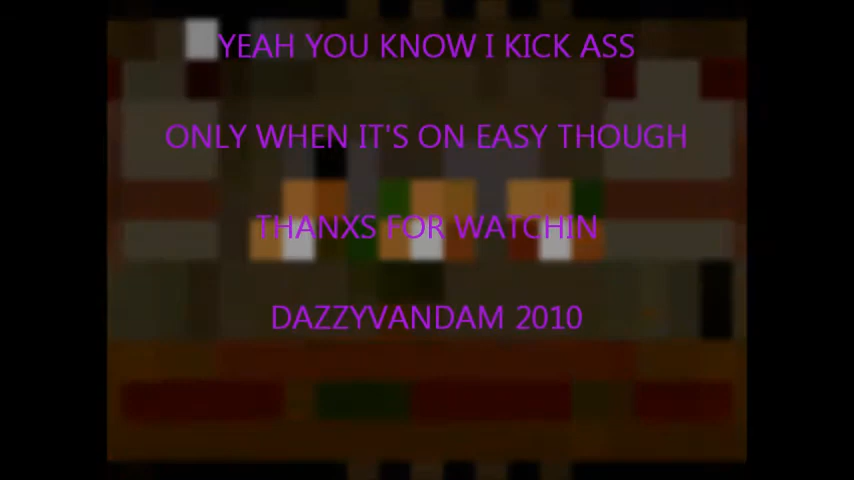 YEAH YOU KNOW I KICK ASS
ONLY WHEN IT'S ON EASY THOUGH
THANXS FOR WATCHIN
DAZZYVANDAM 2010